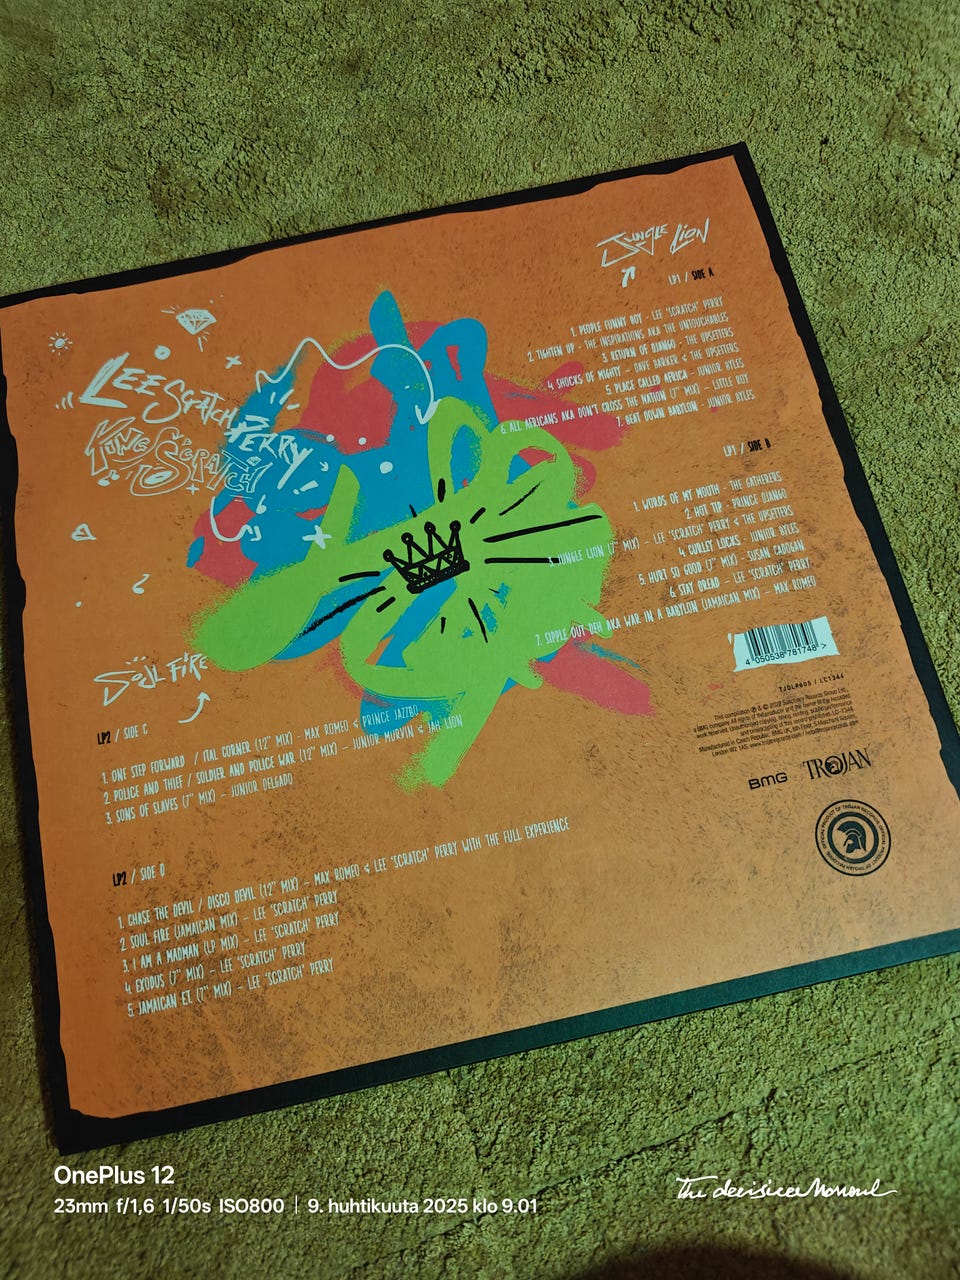 Jungle Lion
LP1 / SIDE A
1. PEOPLE FUNNY BOY - LEE "SCRATCH" PERRY
2. TIGHTEN UP - THE INSPIRATIONS AKA THE UNTOUCHABLES
3. RETURN OF DJANGO - THE UPSETTERS
4. SHOCKS OF MIGHTY - DAVE BARKER & THE UPSETTERS
5. PLACE CALLED AFRICA - JUNIOR BYLES
6. ALL AFRICANS AKA DON'T CROSS THE NATION (7" MIX) - LITTLE ROY
7. BEAT DOWN BABYLON - JUNIOR BYLES
LP1 / SIDE B
1. WORDS OF MY MOUTH - THE GATHERERS
2. HOT TIP - PRINCE DJANGO
3. JUNGLE LION (7" MIX) - LEE "SCRATCH" PERRY & THE UPSETTERS
4. CURLEY LOCKS - JUNIOR BYLES
5. HURT SO GOOD (7" MIX) - SUSAN CADOGAN
6. STAY DREAD - LEE "SCRATCH" PERRY
7. SIPPLE OUT DEH AKA WAR IN A BABYLON (JAMAICAN MIX) - MAX ROMEO
LEE SCRATCH PERRY
KING SCRATCH
SOUL FIRE
LP2 / SIDE C
1. ONE STEP FORWARD / ITAL CORNER (12" MIX) - MAX ROMEO & PRINCE JAZZBO
2. POLICE AND THIEF / SOLDIER AND POLICE WAR (12" MIX) - JUNIOR MURVIN & JAH LION
3. SONS OF SLAVES (7" MIX) - JUNIOR DELGADO
LP2 / SIDE D
1. CHASE THE DEVIL / DISCO DEVIL (12" MIX) - MAX ROMEO & LEE "SCRATCH" PERRY WITH THE FULL EXPERIENCE
2. SOUL FIRE (JAMAICAN MIX) - LEE "SCRATCH" PERRY
3. I AM A MADMAN (LP MIX) - LEE "SCRATCH" PERRY
4. EXODUS (7" MIX) - LEE "SCRATCH" PERRY
5. JAMAICAN E.T. (7" MIX) - LEE "SCRATCH" PERRY
4 050538 781748 >
TJDLP605 / LC1344
BMG
TROJAN
OnePlus 12
23mm f/1,6 1/50s ISO800 | 9. huhtikuuta 2025 klo 9.01
The decisive Moment